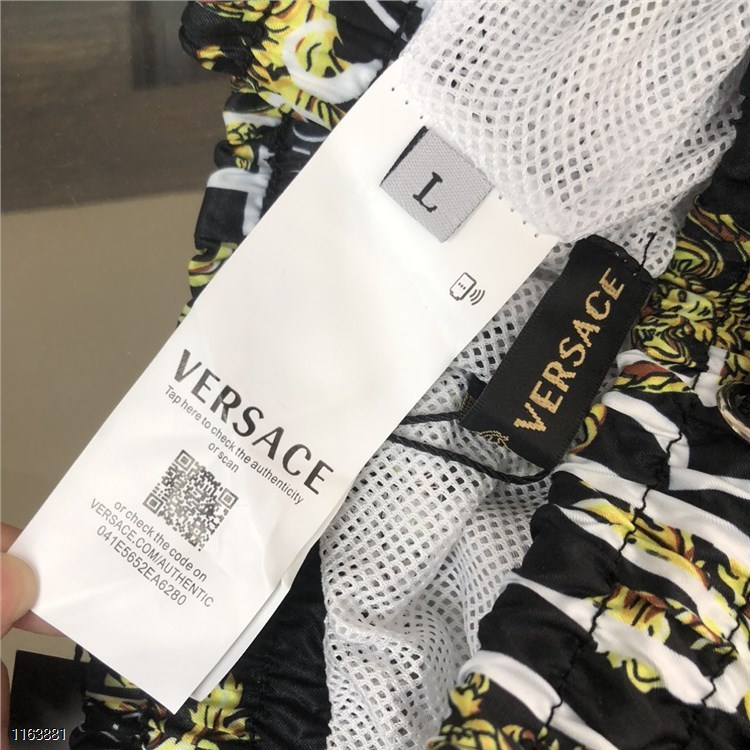 L
VERSACE
VERSACE
Tap here to check the authenticity
or scan
or check the code on
VERSACE.COM/AUTHENTIC
041E5652EA6280
1163881